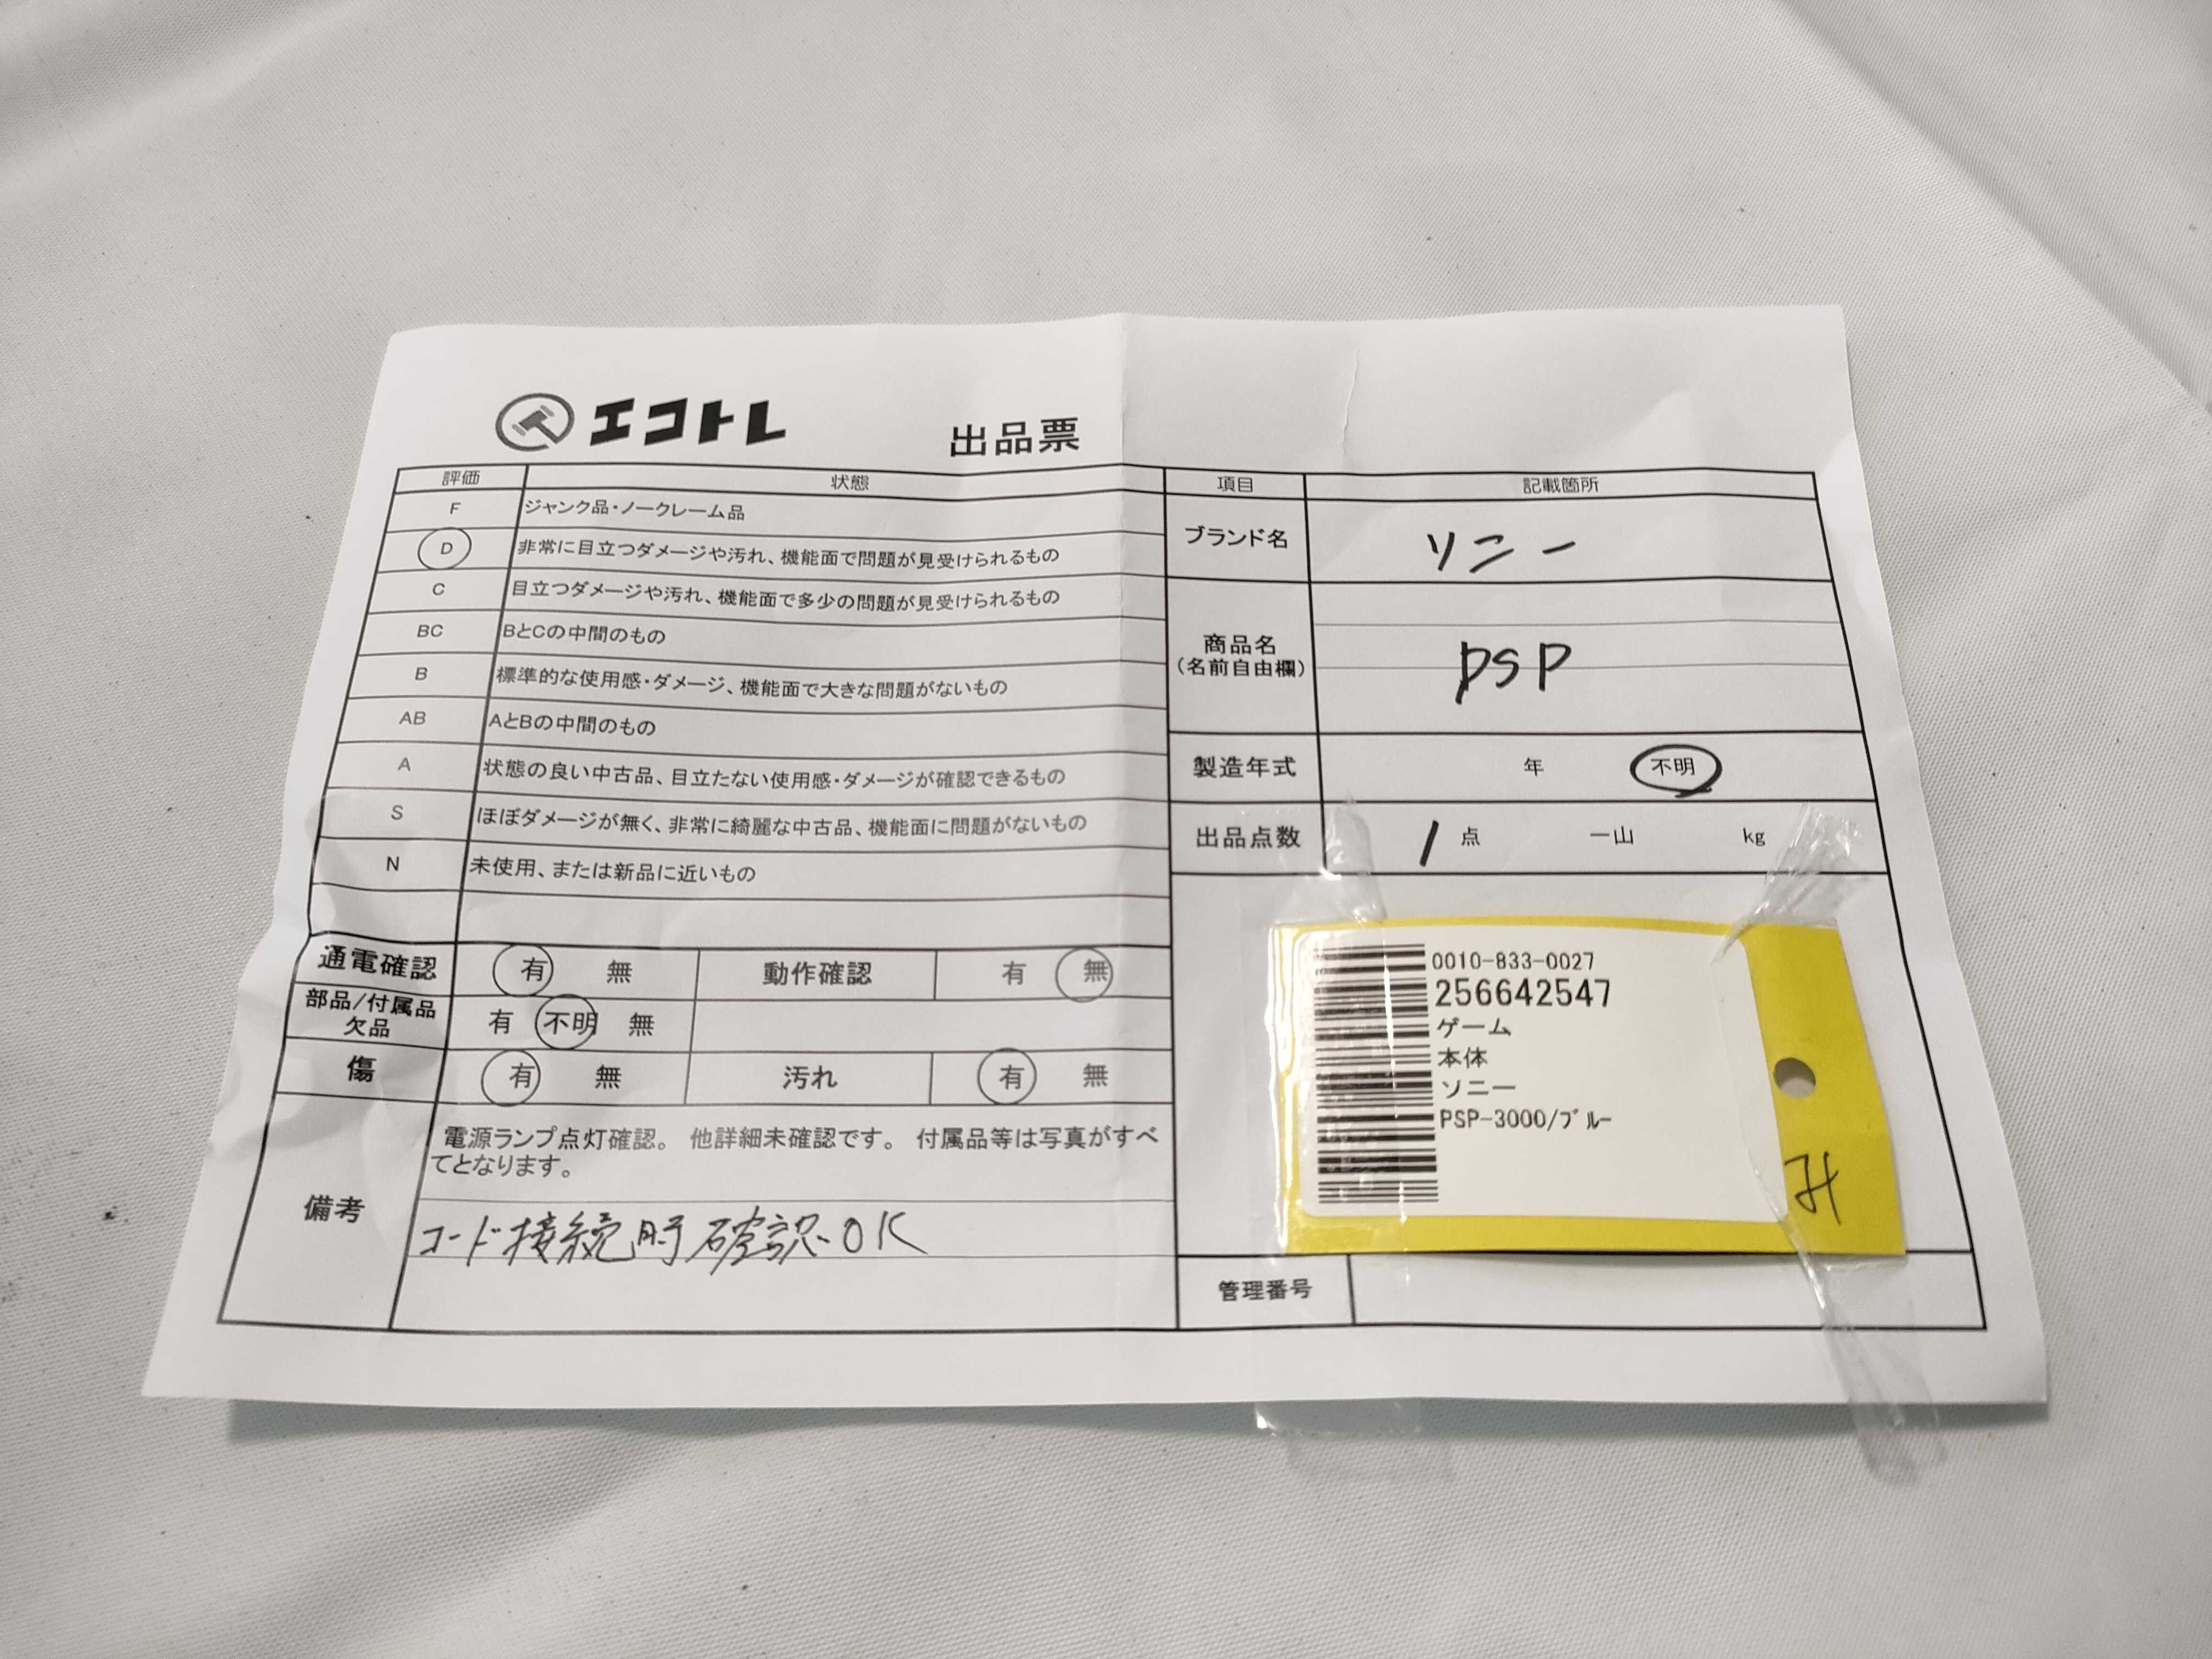 エコトレ
出品票
評価 状態
F ジャンク品・ノークレーム品
D 非常に目立つダメージや汚れ、機能面で問題が見受けられるもの
C 目立つダメージや汚れ、機能面で多少の問題が見受けられるもの
BC BとCの中間のもの
B 標準的な使用感・ダメージ、機能面で大きな問題がないもの
AB AとBの中間のもの
A 状態の良い中古品、目立たない使用感・ダメージが確認できるもの
S ほぼダメージが無く、非常に綺麗な中古品、機能面に問題がないもの
N 未使用、または新品に近いもの
通電確認 有 無 動作確認 有 無
部品/付属品
欠品 有 不明 無
傷 有 無 汚れ 有 無
備考
電源ランプ点灯確認。 他詳細未確認です。 付属品等は写真がすべ
てとなります。
コード接続時確認OK
項目 記載箇所
ブランド名 ソニー
商品名
(名前自由欄) PSP
製造年式 年 不明
出品点数 1 点 一山 kg
0010-833-0027
256642547
ゲーム
本体
ソニー
PSP-3000/ブルー
管理番号